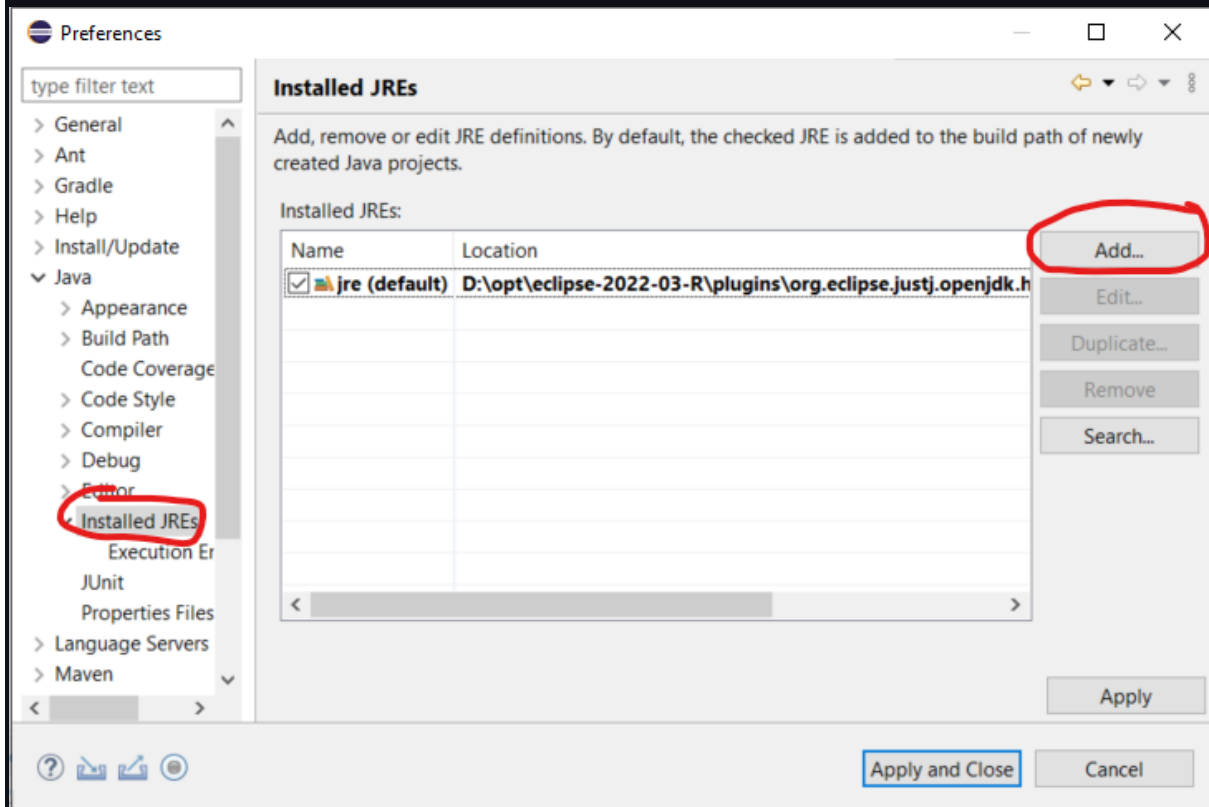 Preferences
type filter text
General
Ant
Gradle
Help
Install/Update
Java
Appearance
Build Path
Code Coverage
Code Style
Compiler
Debug
Editor
Installed JREs
Execution Er
JUnit
Properties Files
Language Servers
Maven
Installed JREs
Add, remove or edit JRE definitions. By default, the checked JRE is added to the build path of newly
created Java projects.
Installed JREs:
Name Location
jre (default) D:\opt\eclipse-2022-03-R\plugins\org.eclipse.justj.openjdk.h
Add...
Edit...
Duplicate...
Remove
Search...
Apply
Apply and Close Cancel